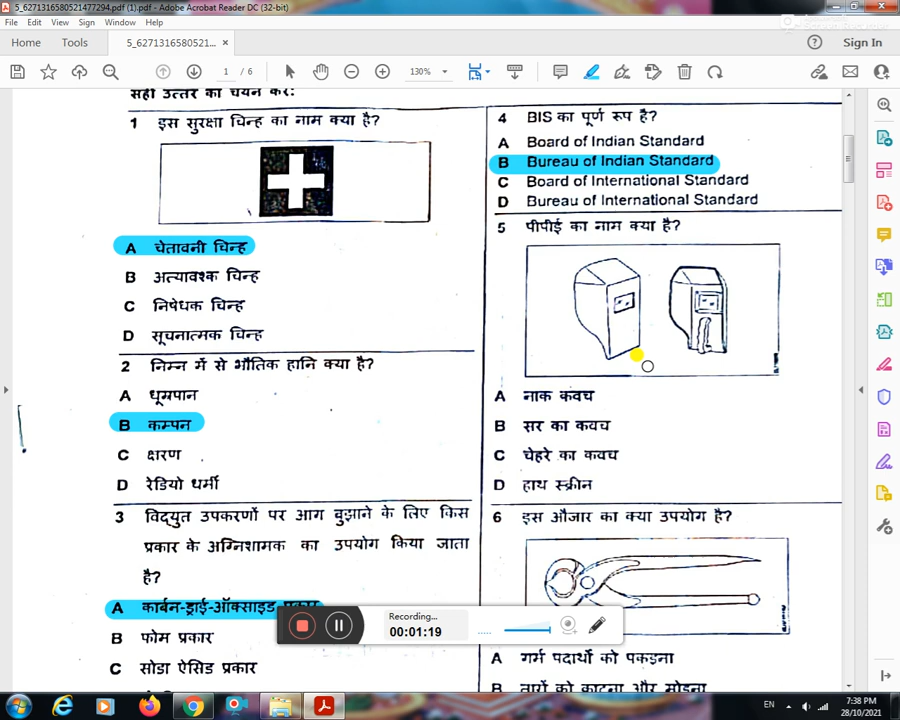 5_6271316580521477294.pdf (1).pdf - Adobe Acrobat Reader DC (32-bit)
File Edit View Sign Window Help
Home Tools 5_62713165805​21... × Sign In
1 / 6 130%
सही उत्तर का चयन करें:
1 इस सुरक्षा चिन्ह का नाम क्या है?
A चेतावनी चिन्ह
B अत्यावश्क चिन्ह
C निषेधक चिन्ह
D सूचनात्मक चिन्ह
2 निम्न में से भौतिक हानि क्या है?
A धूम्रपान
B कम्पन
C क्षरण
D रेडियो धर्मी
3 विद्युत उपकरणों पर आग बुझाने के लिए किस
प्रकार के अग्निशामक का उपयोग किया जाता
है?
A कार्बन-ड्राई-ऑक्साइड प्रकार
B फोम प्रकार
C सोडा ऐसिड प्रकार
4 BIS का पूर्ण रूप है?
A Board of Indian Standard
B Bureau of Indian Standard
C Board of International Standard
D Bureau of International Standard
5 पीपीई का नाम क्या है?
A नाक कवच
B सर का कवच
C चेहरे का कवच
D हाथ स्क्रीन
6 इस औजार का क्या उपयोग है?
A गर्म पदार्थो को पकड़ना
B तारों को काटना और मोड़ना
Recording...
00:01:19
EN 7:38 PM
28/10/2021